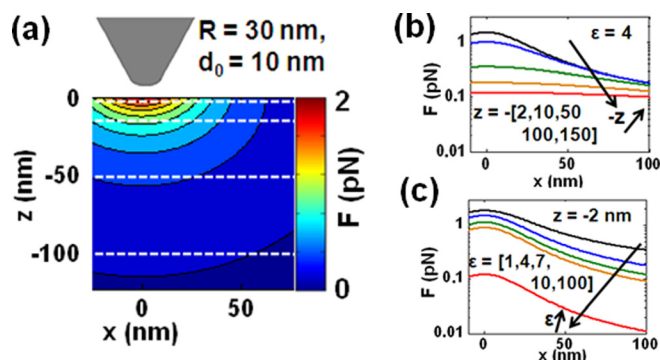 (a)
R = 30 nm,
d₀ = 10 nm
0
-50
-100
z (nm)
0
50
x (nm)
2
0
F (pN)
(b)
1
0.1
0.01
F (pN)
ε = 4
z = -[2,10,50
100,150]
-z
0
50
100
x (nm)
(c)
1
0.1
0.01
F (pN)
z = -2 nm
ε = [1,4,7,
10,100]
ε
0
50
100
x (nm)